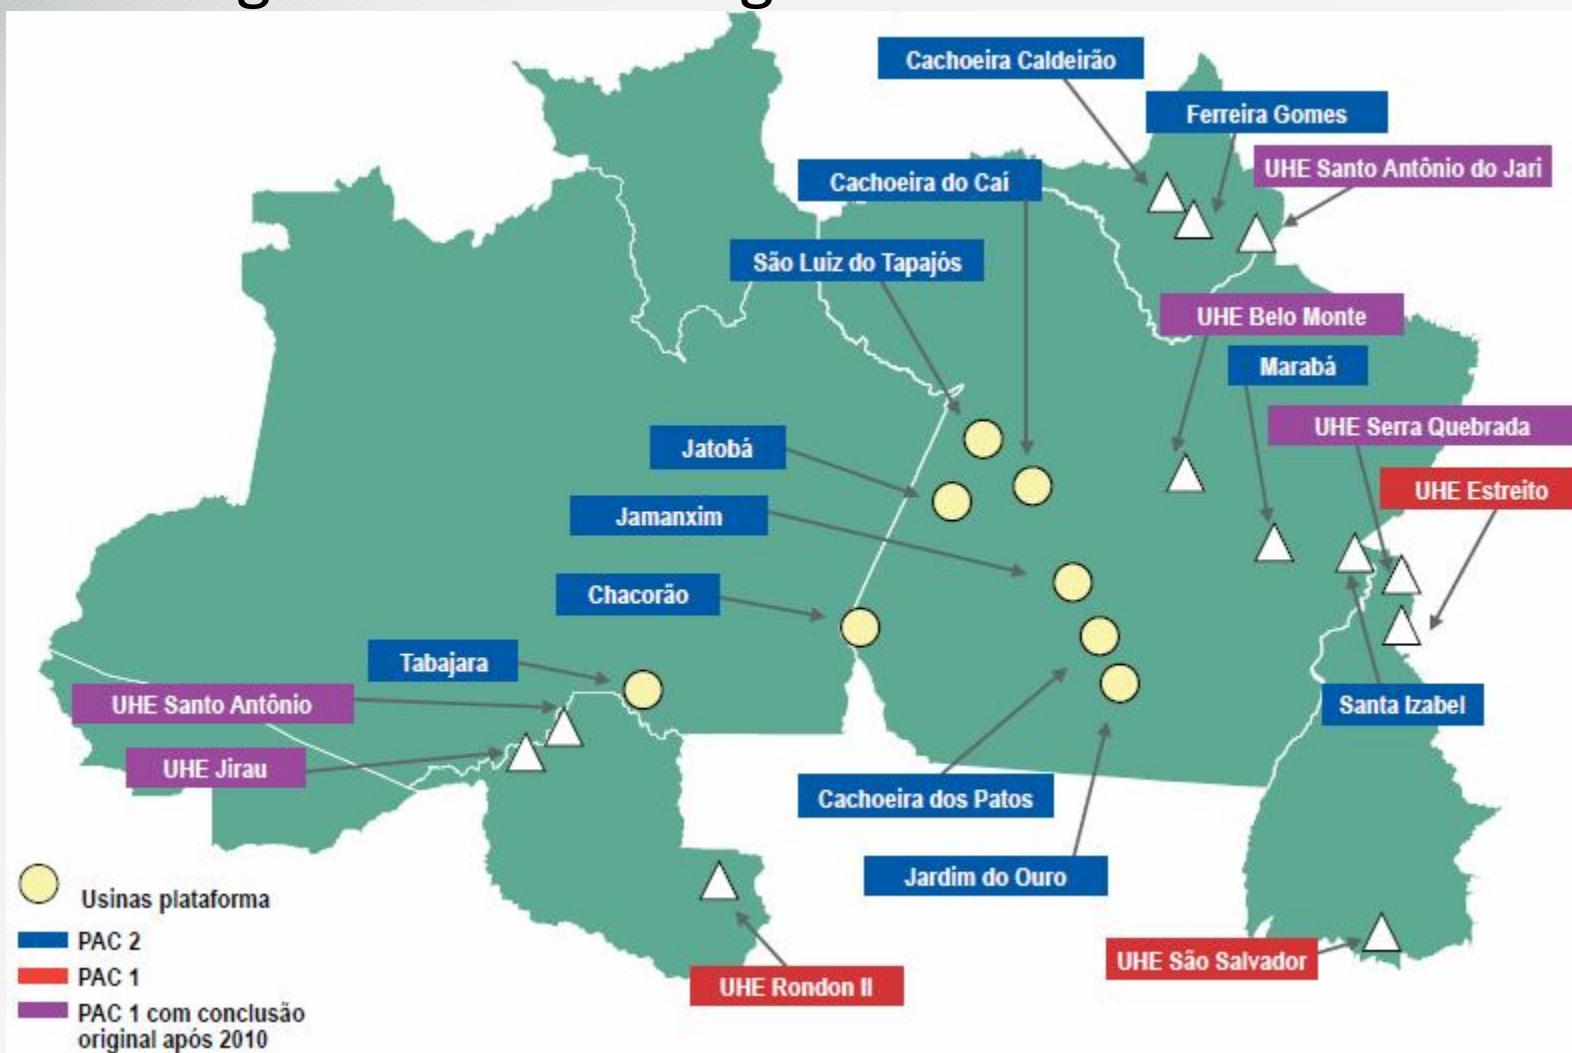 Cachoeira Caldeirão
Ferreira Gomes
UHE Santo Antônio do Jari
Cachoeira do Caí
São Luiz do Tapajós
UHE Belo Monte
Marabá
UHE Serra Quebrada
Jatobá
UHE Estreito
Jamanxim
Chacorão
Tabajara
UHE Santo Antônio
Santa Izabel
UHE Jirau
Cachoeira dos Patos
Jardim do Ouro
UHE São Salvador
UHE Rondon II
Usinas plataforma
PAC 2
PAC 1
PAC 1 com conclusão
original após 2010